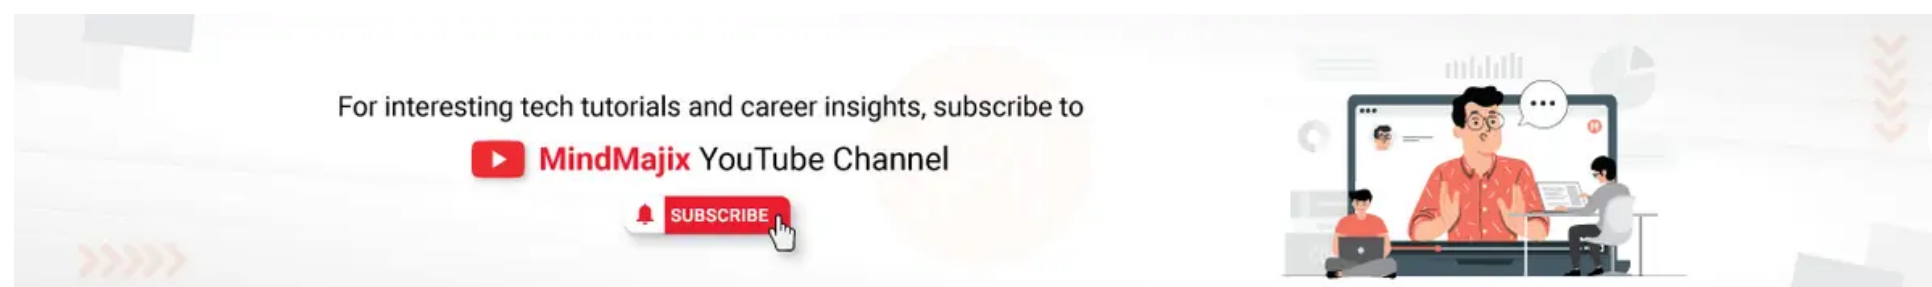 For interesting tech tutorials and career insights, subscribe to
MindMajix YouTube Channel
SUBSCRIBE